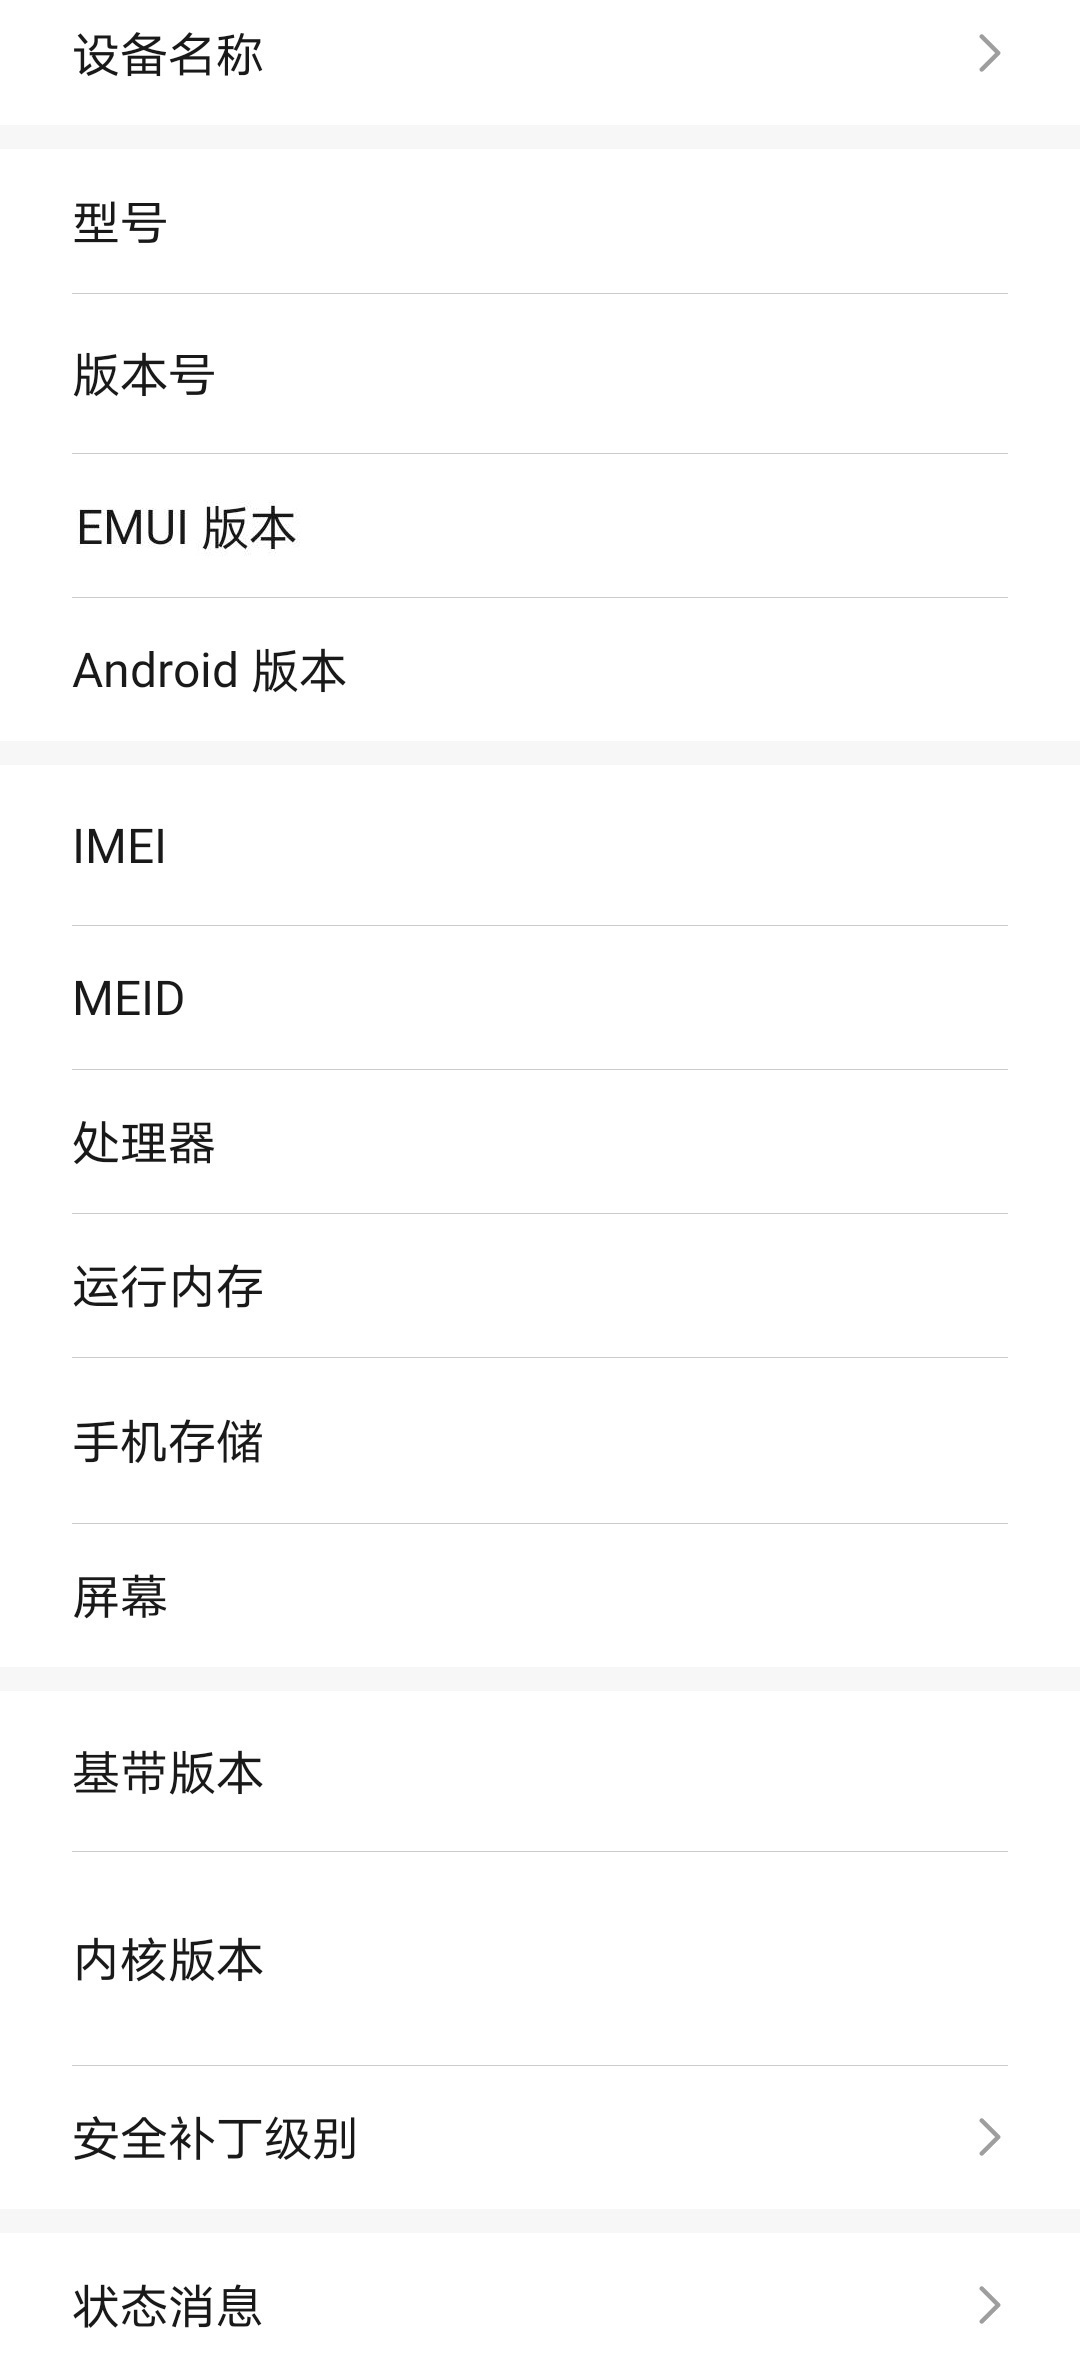 设备名称
型号
版本号
EMUI 版本
Android 版本
IMEI
MEID
处理器
运行内存
手机存储
屏幕
基带版本
内核版本
安全补丁级别
状态消息